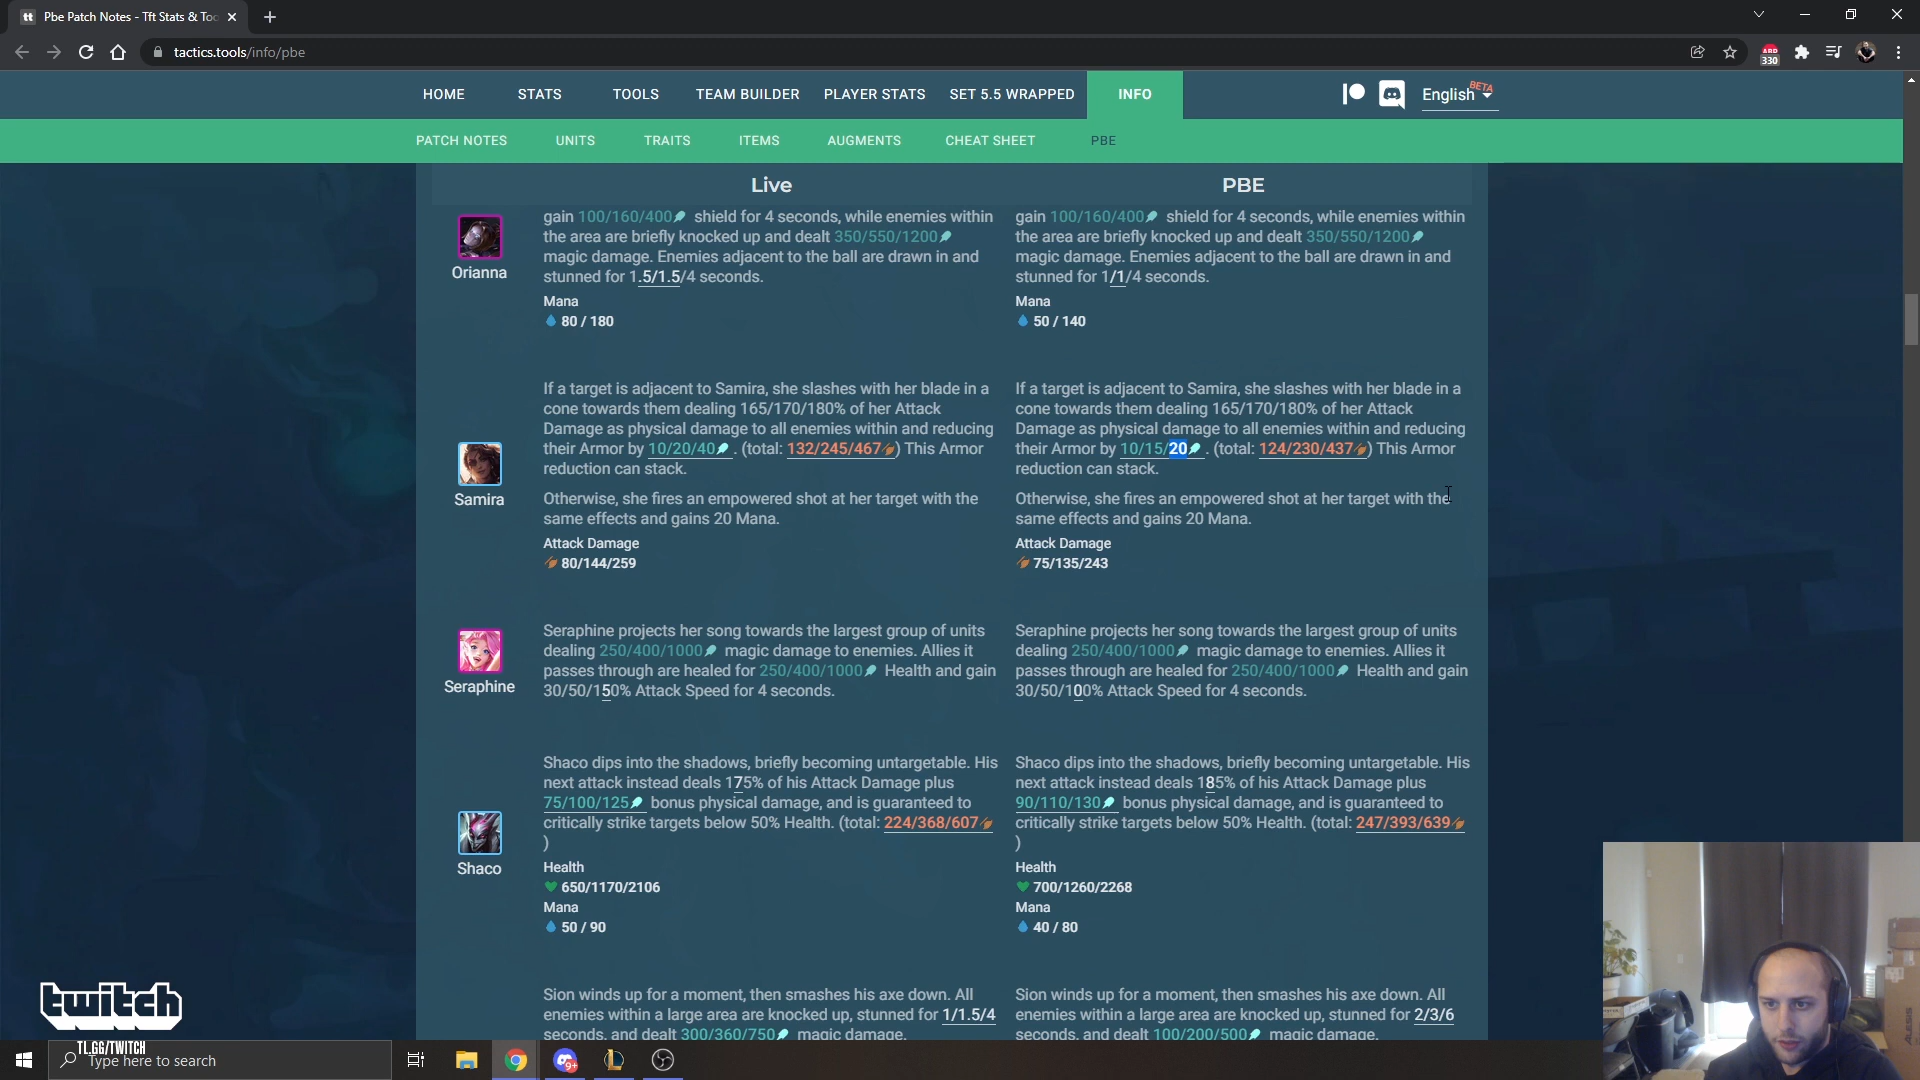 Pbe Patch Notes - Tft Stats & Too
tactics.tools/info/pbe
ABP
330
HOME
STATS
TOOLS
TEAM BUILDER
PLAYER STATS
SET 5.5 WRAPPED
INFO
English
BETA
PATCH NOTES
UNITS
TRAITS
ITEMS
AUGMENTS
CHEAT SHEET
PBE
Live
PBE
Orianna
gain 100/160/400 shield for 4 seconds, while enemies within
the area are briefly knocked up and dealt 350/550/1200
magic damage. Enemies adjacent to the ball are drawn in and
stunned for 1.5/1.5/4 seconds.
Mana
80 / 180
gain 100/160/400 shield for 4 seconds, while enemies within
the area are briefly knocked up and dealt 350/550/1200
magic damage. Enemies adjacent to the ball are drawn in and
stunned for 1/1/4 seconds.
Mana
50 / 140
Samira
If a target is adjacent to Samira, she slashes with her blade in a
cone towards them dealing 165/170/180% of her Attack
Damage as physical damage to all enemies within and reducing
their Armor by 10/20/40 . (total: 132/245/467 ) This Armor
reduction can stack.
Otherwise, she fires an empowered shot at her target with the
same effects and gains 20 Mana.
Attack Damage
80/144/259
If a target is adjacent to Samira, she slashes with her blade in a
cone towards them dealing 165/170/180% of her Attack
Damage as physical damage to all enemies within and reducing
their Armor by 10/15/20 . (total: 124/230/437 ) This Armor
reduction can stack.
Otherwise, she fires an empowered shot at her target with the
same effects and gains 20 Mana.
Attack Damage
75/135/243
Seraphine
Seraphine projects her song towards the largest group of units
dealing 250/400/1000 magic damage to enemies. Allies it
passes through are healed for 250/400/1000 Health and gain
30/50/150% Attack Speed for 4 seconds.
Seraphine projects her song towards the largest group of units
dealing 250/400/1000 magic damage to enemies. Allies it
passes through are healed for 250/400/1000 Health and gain
30/50/100% Attack Speed for 4 seconds.
Shaco
Shaco dips into the shadows, briefly becoming untargetable. His
next attack instead deals 175% of his Attack Damage plus
75/100/125 bonus physical damage, and is guaranteed to
critically strike targets below 50% Health. (total: 224/368/607
)
Health
650/1170/2106
Mana
50 / 90
Shaco dips into the shadows, briefly becoming untargetable. His
next attack instead deals 185% of his Attack Damage plus
90/110/130 bonus physical damage, and is guaranteed to
critically strike targets below 50% Health. (total: 247/393/639
)
Health
700/1260/2268
Mana
40 / 80
Sion winds up for a moment, then smashes his axe down. All
enemies within a large area are knocked up, stunned for 1/1.5/4
seconds, and dealt 300/360/750 magic damage.
Sion winds up for a moment, then smashes his axe down. All
enemies within a large area are knocked up, stunned for 2/3/6
seconds, and dealt 100/200/500 magic damage.
twitch
TL.GG/TWITCH
Type here to search
9+